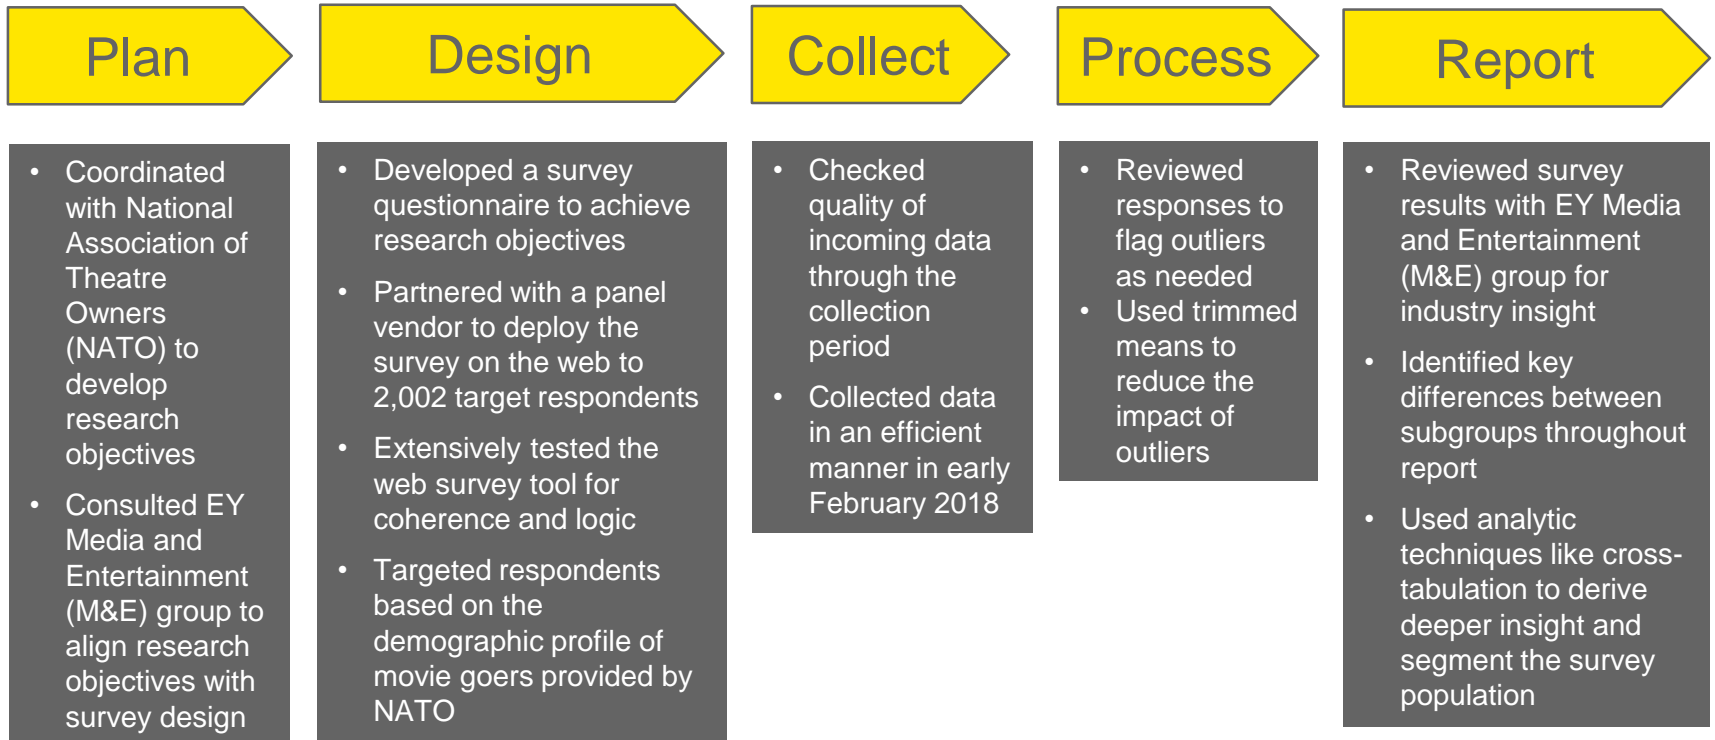 Plan
Design
Collect
Process
Report
• Coordinated
with National
Association of
Theatre
Owners
(NATO) to
develop
research
objectives
• Consulted EY
Media and
Entertainment
(M&E) group to
align research
objectives with
survey design
• Developed a survey
questionnaire to achieve
research objectives
• Partnered with a panel
vendor to deploy the
survey on the web to
2,002 target respondents
• Extensively tested the
web survey tool for
coherence and logic
• Targeted respondents
based on the
demographic profile of
movie goers provided by
NATO
• Checked
quality of
incoming data
through the
collection
period
• Collected data
in an efficient
manner in early
February 2018
• Reviewed
responses to
flag outliers
as needed
• Used trimmed
means to
reduce the
impact of
outliers
• Reviewed survey
results with EY Media
and Entertainment
(M&E) group for
industry insight
• Identified key
differences between
subgroups throughout
report
• Used analytic
techniques like cross-
tabulation to derive
deeper insight and
segment the survey
population